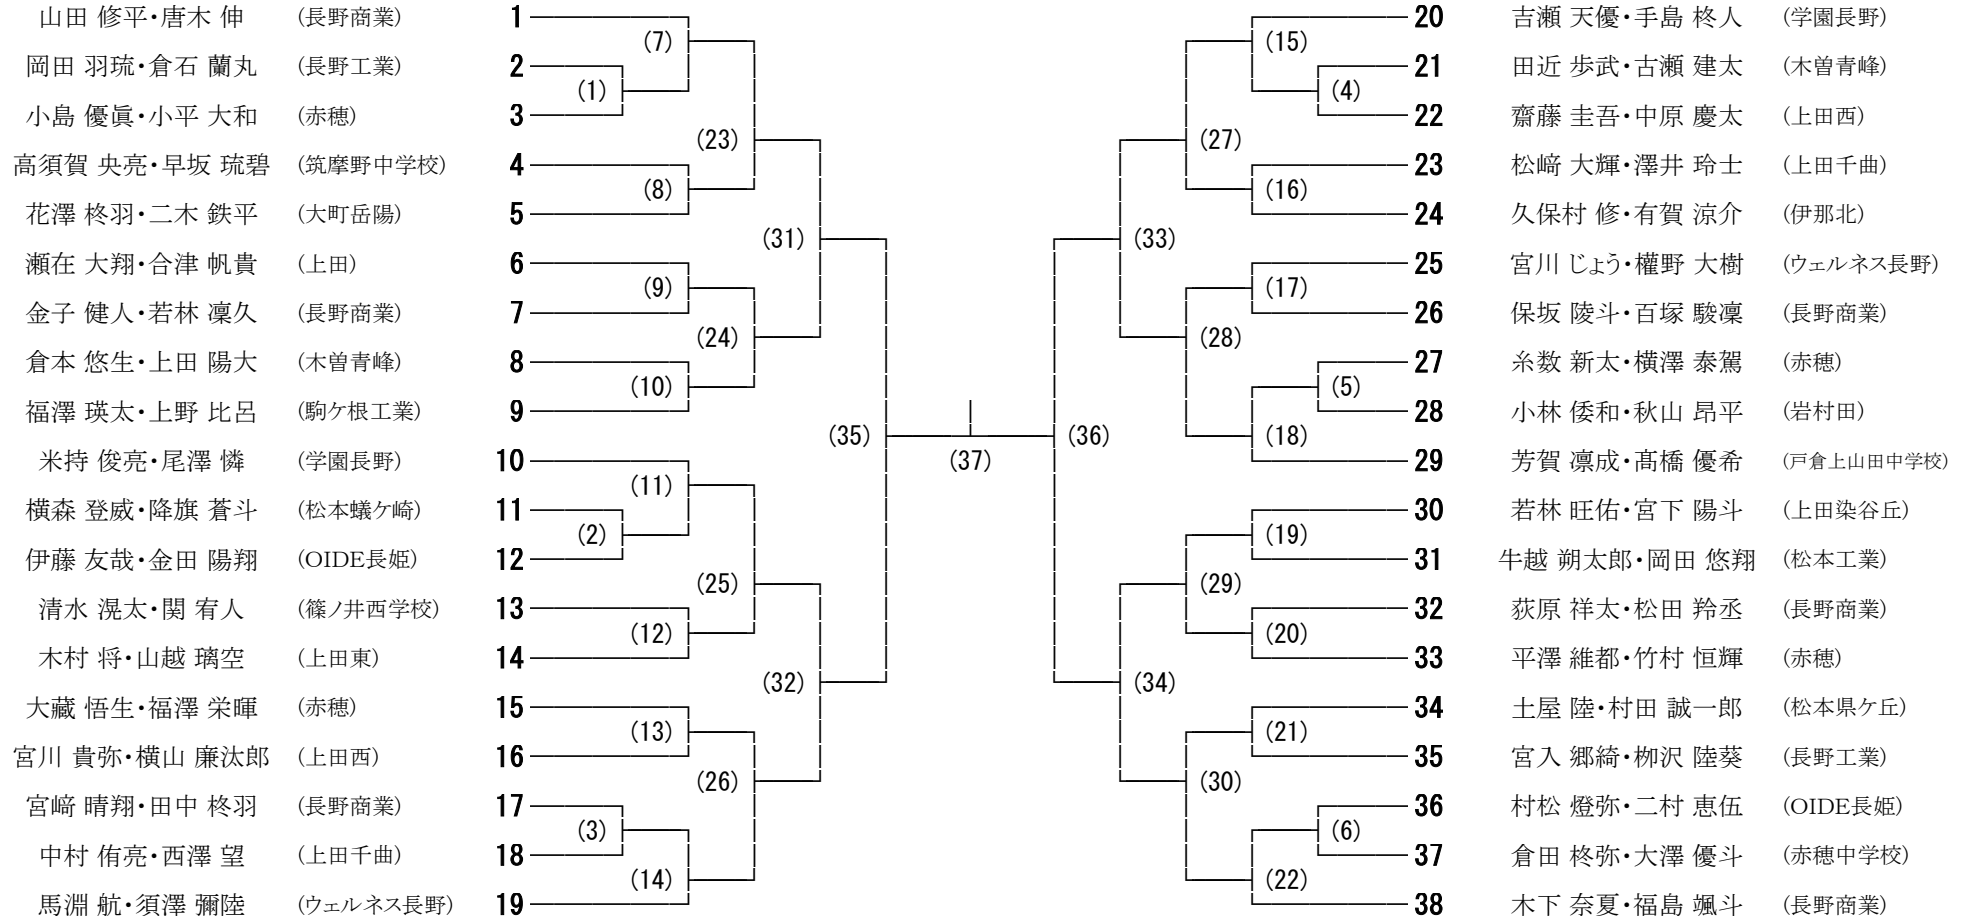 山田 修平・唐木 伸 (長野商業) 1
岡田 羽琉・倉石 蘭丸 (長野工業) 2
小島 優眞・小平 大和 (赤穂) 3
高須賀 央亮・早坂 琉碧 (筑摩野中学校) 4
花澤 柊羽・二木 鉄平 (大町岳陽) 5
瀬在 大翔・合津 帆貴 (上田) 6
金子 健人・若林 凜久 (長野商業) 7
倉本 悠生・上田 陽大 (木曽青峰) 8
福澤 瑛太・上野 比呂 (駒ケ根工業) 9
米持 俊亮・尾澤 憐 (学園長野) 10
横森 登威・降旗 蒼斗 (松本蟻ケ崎) 11
伊藤 友哉・金田 陽翔 (OIDE長姫) 12
清水 滉太・関 宥人 (篠ノ井西学校) 13
木村 将・山越 璃空 (上田東) 14
大藏 悟生・福澤 栄暉 (赤穂) 15
宮川 貴弥・横山 廉汰郎 (上田西) 16
宮﨑 晴翔・田中 柊羽 (長野商業) 17
中村 侑亮・西澤 望 (上田千曲) 18
馬淵 航・須澤 彌陸 (ウェルネス長野) 19
(7)
(1)
(23)
(8)
(31)
(9)
(24)
(10)
(35)
(11)
(2)
(25)
(12)
(32)
(13)
(26)
(3)
(14)
(37)
(15)
(4)
(27)
(16)
(33)
(17)
(28)
(5)
(36)
(18)
(19)
(29)
(20)
(34)
(21)
(30)
(6)
(22)
20 吉瀬 天優・手島 柊人 (学園長野)
21 田近 歩武・古瀬 建太 (木曽青峰)
22 齋藤 圭吾・中原 慶太 (上田西)
23 松﨑 大輝・澤井 玲士 (上田千曲)
24 久保村 修・有賀 涼介 (伊那北)
25 宮川 じょう・權野 大樹 (ウェルネス長野)
26 保坂 陵斗・百塚 駿凜 (長野商業)
27 糸数 新太・横澤 泰駕 (赤穂)
28 小林 倭和・秋山 昂平 (岩村田)
29 芳賀 凛成・髙橋 優希 (戸倉上山田中学校)
30 若林 旺佑・宮下 陽斗 (上田染谷丘)
31 牛越 朔太郎・岡田 悠翔 (松本工業)
32 荻原 祥太・松田 羚丞 (長野商業)
33 平澤 維都・竹村 恒輝 (赤穂)
34 土屋 陸・村田 誠一郎 (松本県ケ丘)
35 宮入 郷綺・栁沢 陸葵 (長野工業)
36 村松 燈弥・二村 恵伍 (OIDE長姫)
37 倉田 柊弥・大澤 優斗 (赤穂中学校)
38 木下 奈夏・福島 颯斗 (長野商業)